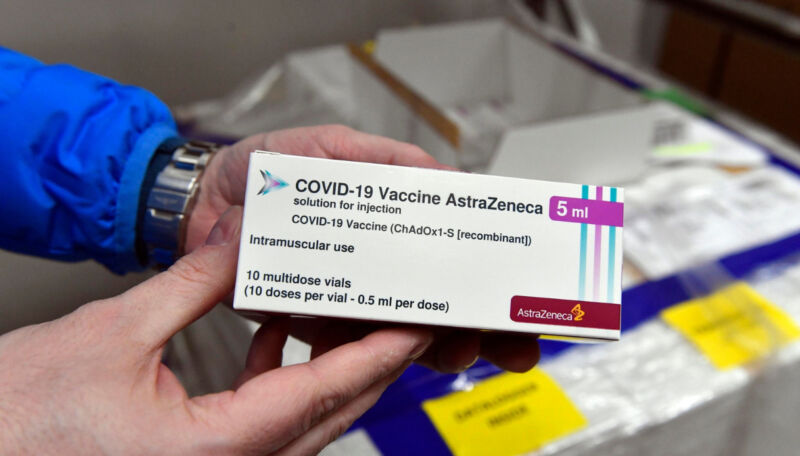 COVID-19 Vaccine AstraZeneca
solution for injection
5 ml
COVID-19 Vaccine (ChAdOx1-S [recombinant])
Intramuscular use
10 multidose vials
(10 doses per vial - 0.5 ml per dose)
AstraZeneca